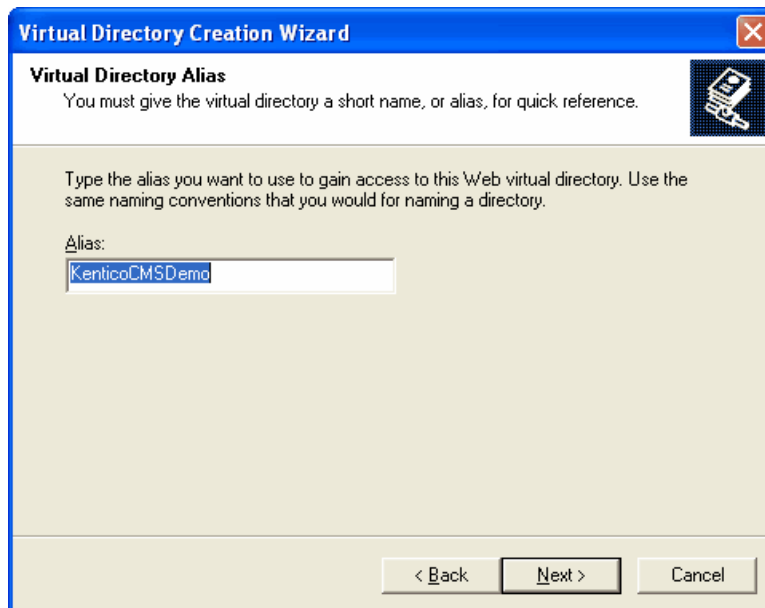 Virtual Directory Creation Wizard
Virtual Directory Alias
You must give the virtual directory a short name, or alias, for quick reference.
Type the alias you want to use to gain access to this Web virtual directory. Use the
same naming conventions that you would for naming a directory.
Alias:
KenticoCMSDemo
< Back Next > Cancel